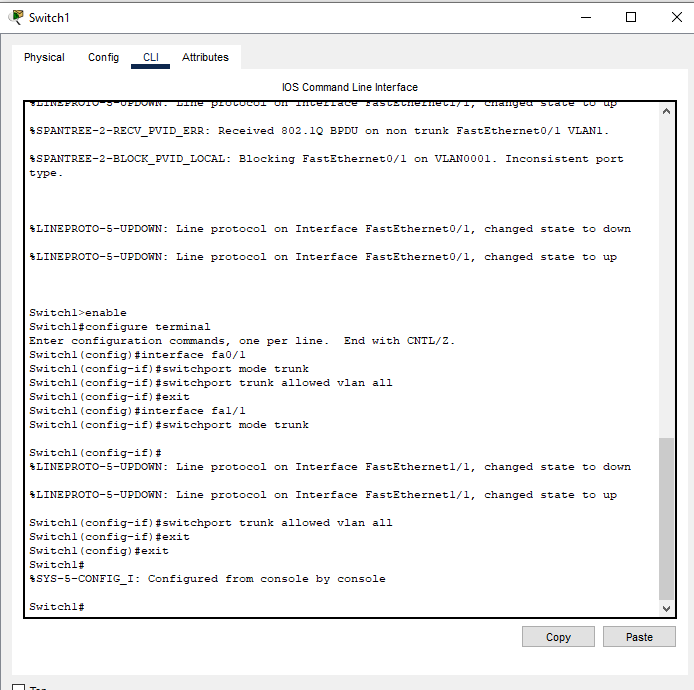 Switch1
Physical Config CLI Attributes
IOS Command Line Interface
%LINEPROTO-5-UPDOWN: Line protocol on Interface FastEthernet1/1, changed state to up
%SPANTREE-2-RECV_PVID_ERR: Received 802.1Q BPDU on non trunk FastEthernet0/1 VLAN1.
%SPANTREE-2-BLOCK_PVID_LOCAL: Blocking FastEthernet0/1 on VLAN0001. Inconsistent port
type.
%LINEPROTO-5-UPDOWN: Line protocol on Interface FastEthernet0/1, changed state to down
%LINEPROTO-5-UPDOWN: Line protocol on Interface FastEthernet0/1, changed state to up
Switch1>enable
Switch1#configure terminal
Enter configuration commands, one per line.  End with CNTL/Z.
Switch1(config)#interface fa0/1
Switch1(config-if)#switchport mode trunk
Switch1(config-if)#switchport trunk allowed vlan all
Switch1(config-if)#exit
Switch1(config)#interface fa1/1
Switch1(config-if)#switchport mode trunk
Switch1(config-if)#
%LINEPROTO-5-UPDOWN: Line protocol on Interface FastEthernet1/1, changed state to down
%LINEPROTO-5-UPDOWN: Line protocol on Interface FastEthernet1/1, changed state to up
Switch1(config-if)#switchport trunk allowed vlan all
Switch1(config-if)#exit
Switch1(config)#exit
Switch1#
%SYS-5-CONFIG_I: Configured from console by console
Switch1#
Copy Paste